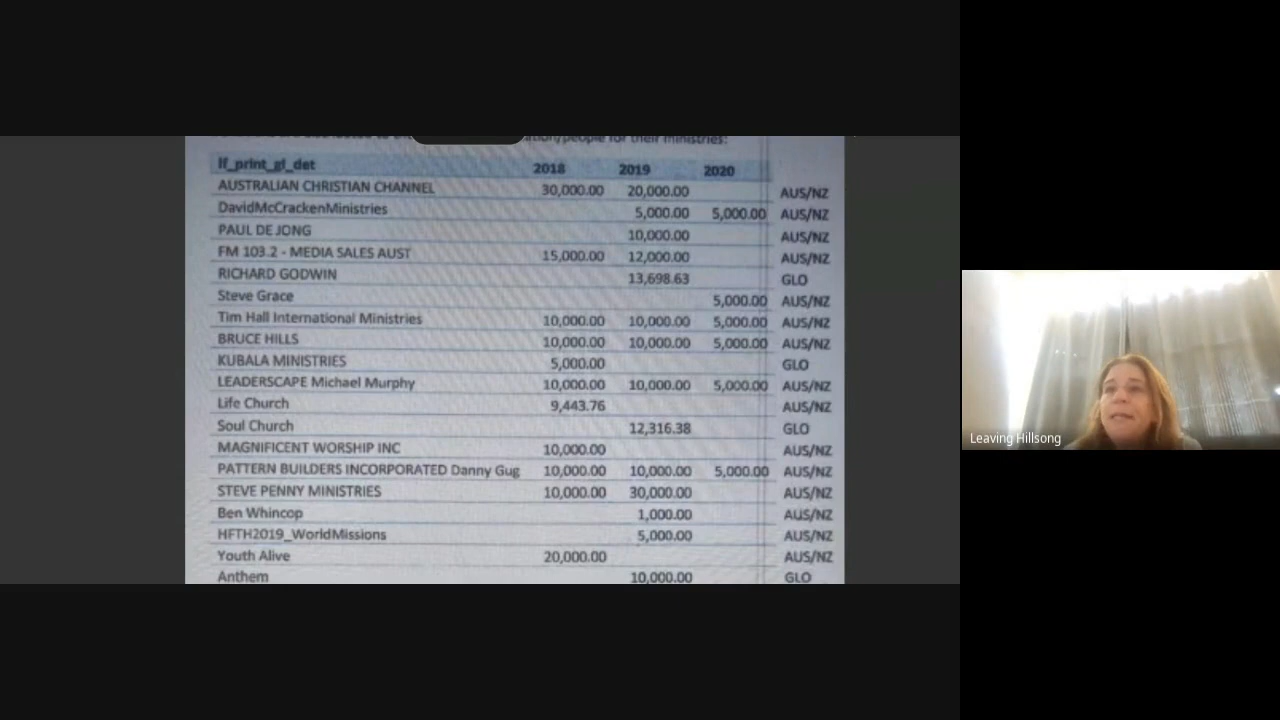 ition/people for their ministries:
lf_print_gl_det 2018 2019 2020
AUSTRALIAN CHRISTIAN CHANNEL 30,000.00 20,000.00 AUS/NZ
DavidMcCrackenMinistries 5,000.00 5,000.00 AUS/NZ
PAUL DE JONG 10,000.00 AUS/NZ
FM 103.2 - MEDIA SALES AUST 15,000.00 12,000.00 AUS/NZ
RICHARD GODWIN 13,698.63 GLO
Steve Grace 5,000.00 AUS/NZ
Tim Hall International Ministries 10,000.00 10,000.00 5,000.00 AUS/NZ
BRUCE HILLS 10,000.00 10,000.00 5,000.00 AUS/NZ
KUBALA MINISTRIES 5,000.00 GLO
LEADERSCAPE Michael Murphy 10,000.00 10,000.00 5,000.00 AUS/NZ
Life Church 9,443.76 AUS/NZ
Soul Church 12,316.38 GLO
MAGNIFICENT WORSHIP INC 10,000.00 AUS/NZ
PATTERN BUILDERS INCORPORATED Danny Gug 10,000.00 10,000.00 5,000.00 AUS/NZ
STEVE PENNY MINISTRIES 10,000.00 30,000.00 AUS/NZ
Ben Whincop 1,000.00 AUS/NZ
HFTH2019_WorldMissions 5,000.00 AUS/NZ
Youth Alive 20,000.00 AUS/NZ
Anthem 10,000.00 GLO
Leaving Hillsong